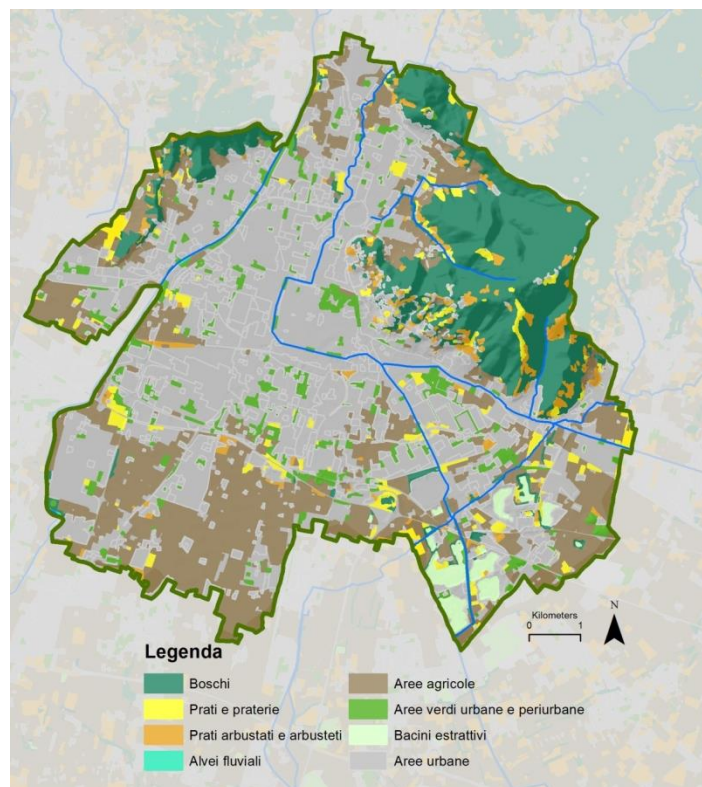 Kilometers
0 1
N
Legenda
Boschi
Prati e praterie
Prati arbustati e arbusteti
Alvei fluviali
Aree agricole
Aree verdi urbane e periurbane
Bacini estrattivi
Aree urbane